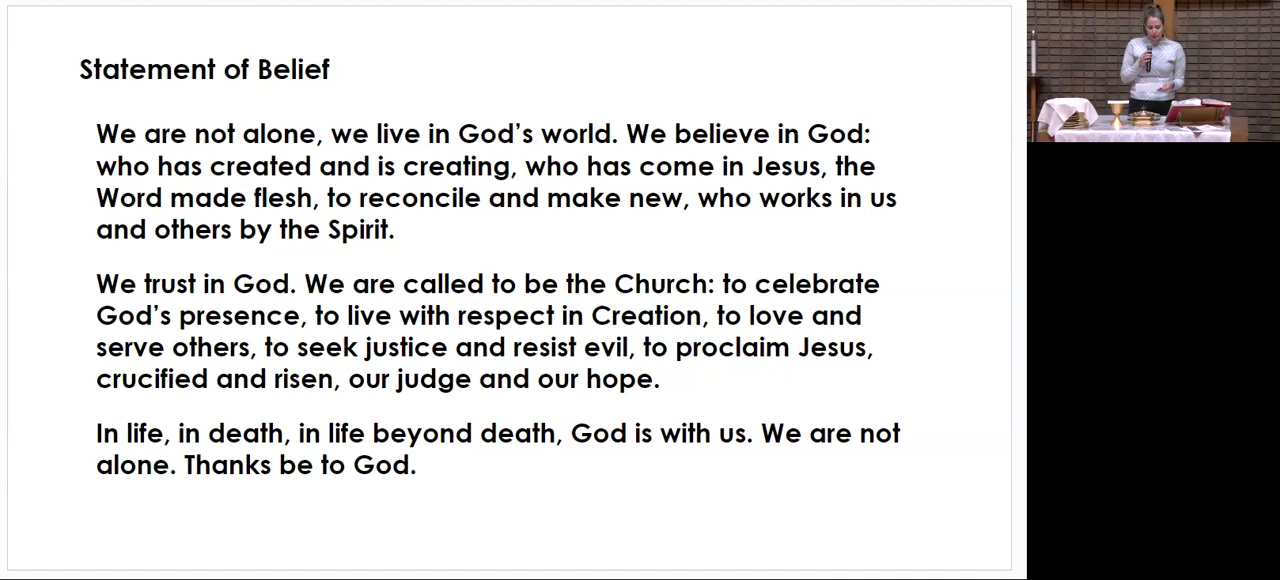 Statement of Belief
We are not alone, we live in God’s world. We believe in God:
who has created and is creating, who has come in Jesus, the
Word made flesh, to reconcile and make new, who works in us
and others by the Spirit.
We trust in God. We are called to be the Church: to celebrate
God’s presence, to live with respect in Creation, to love and
serve others, to seek justice and resist evil, to proclaim Jesus,
crucified and risen, our judge and our hope.
In life, in death, in life beyond death, God is with us. We are not
alone. Thanks be to God.